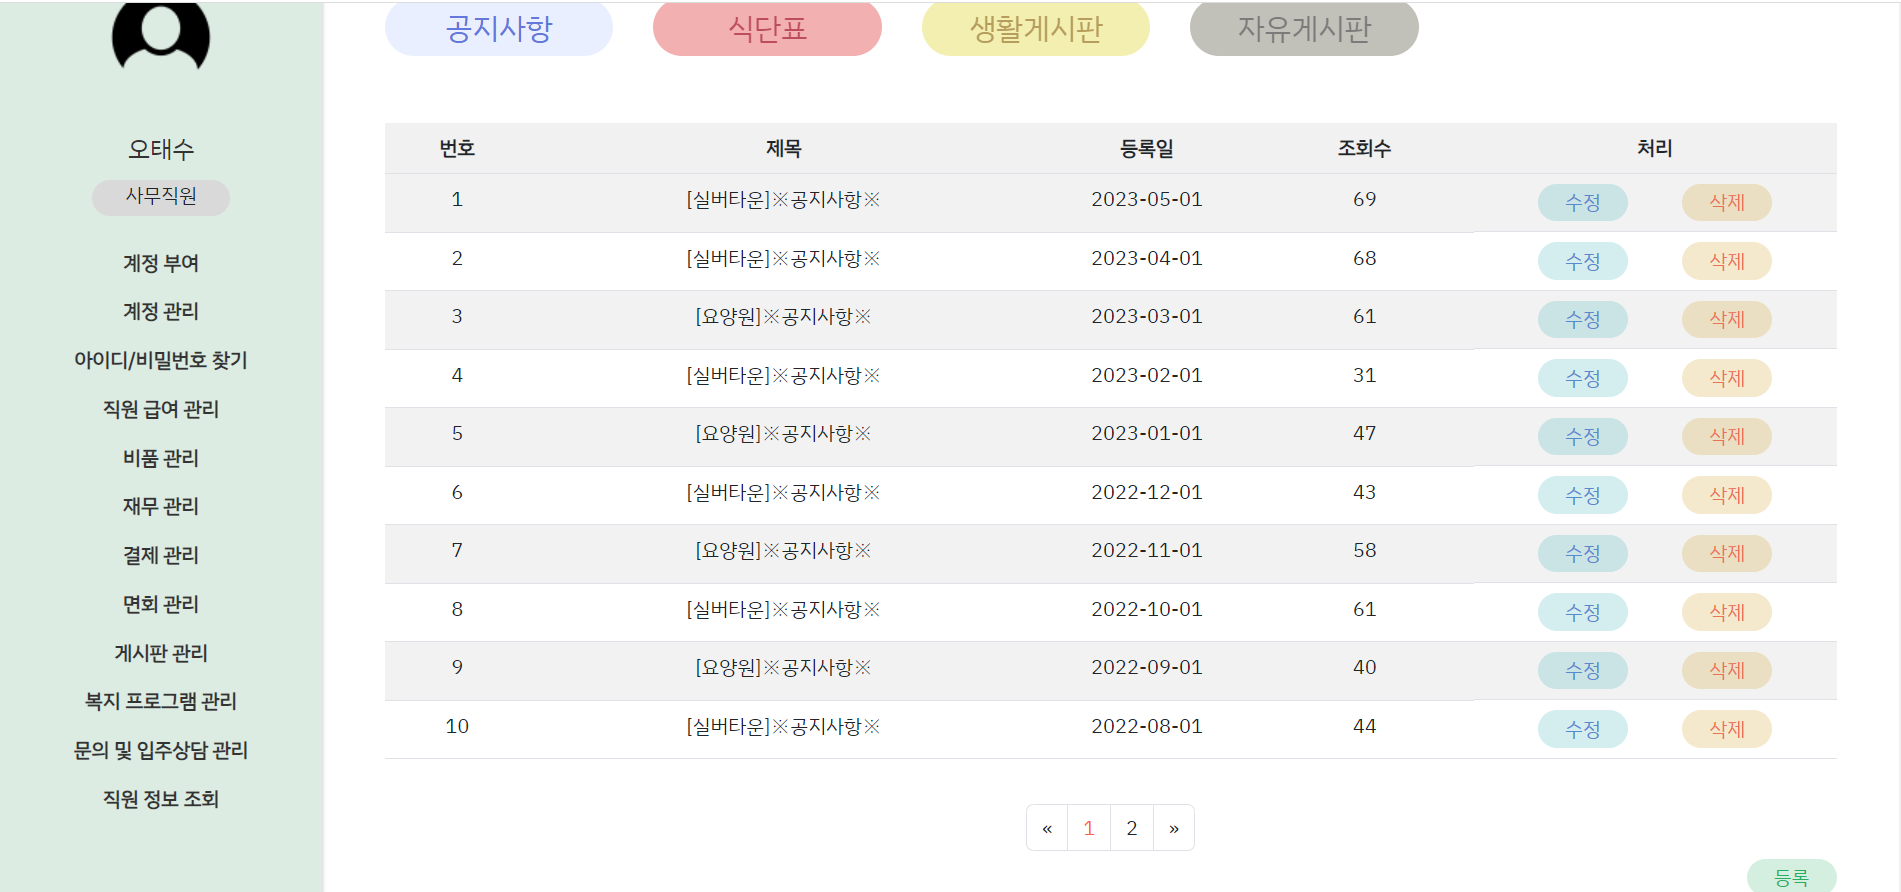 공지사항 식단표 생활게시판 자유게시판
오태수
사무직원
계정 부여
계정 관리
아이디/비밀번호 찾기
직원 급여 관리
비품 관리
재무 관리
결제 관리
면회 관리
게시판 관리
복지 프로그램 관리
문의 및 입주상담 관리
직원 정보 조회
번호 제목 등록일 조회수 처리
1 [실버타운]※공지사항※ 2023-05-01 69 수정 삭제
2 [실버타운]※공지사항※ 2023-04-01 68 수정 삭제
3 [요양원]※공지사항※ 2023-03-01 61 수정 삭제
4 [실버타운]※공지사항※ 2023-02-01 31 수정 삭제
5 [요양원]※공지사항※ 2023-01-01 47 수정 삭제
6 [실버타운]※공지사항※ 2022-12-01 43 수정 삭제
7 [요양원]※공지사항※ 2022-11-01 58 수정 삭제
8 [실버타운]※공지사항※ 2022-10-01 61 수정 삭제
9 [요양원]※공지사항※ 2022-09-01 40 수정 삭제
10 [실버타운]※공지사항※ 2022-08-01 44 수정 삭제
« 1 2 »
등록